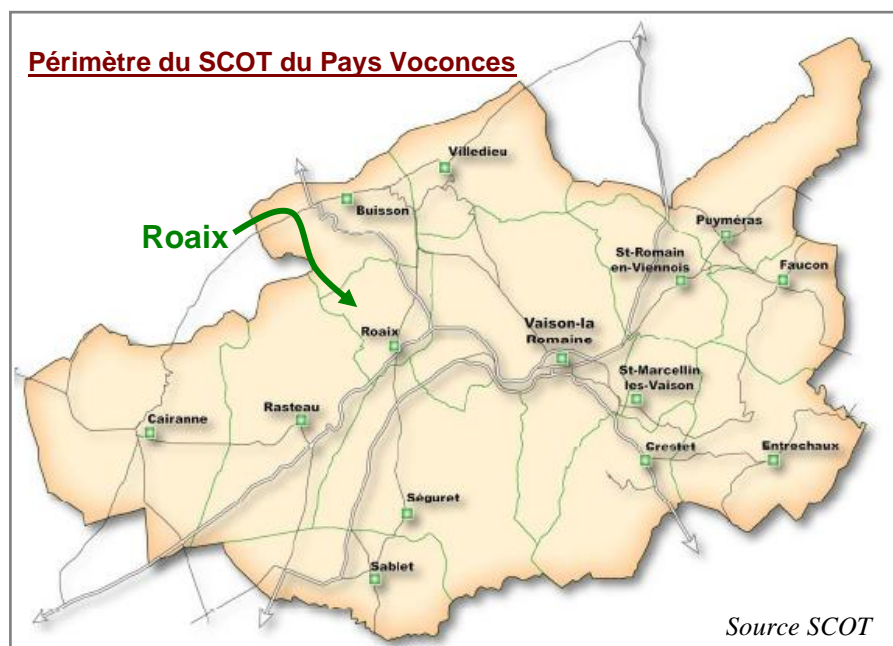 Périmètre du SCOT du Pays Voconces
Villedieu
Buisson
Roaix
Puyméras
St-Romain
en-Viennois
Faucon
Roaix
Vaison-la
Romaine
St-Marcellin
les-Vaison
Cairanne
Rasteau
Crestet
Entrechaux
Séguret
Sablet
Source SCOT